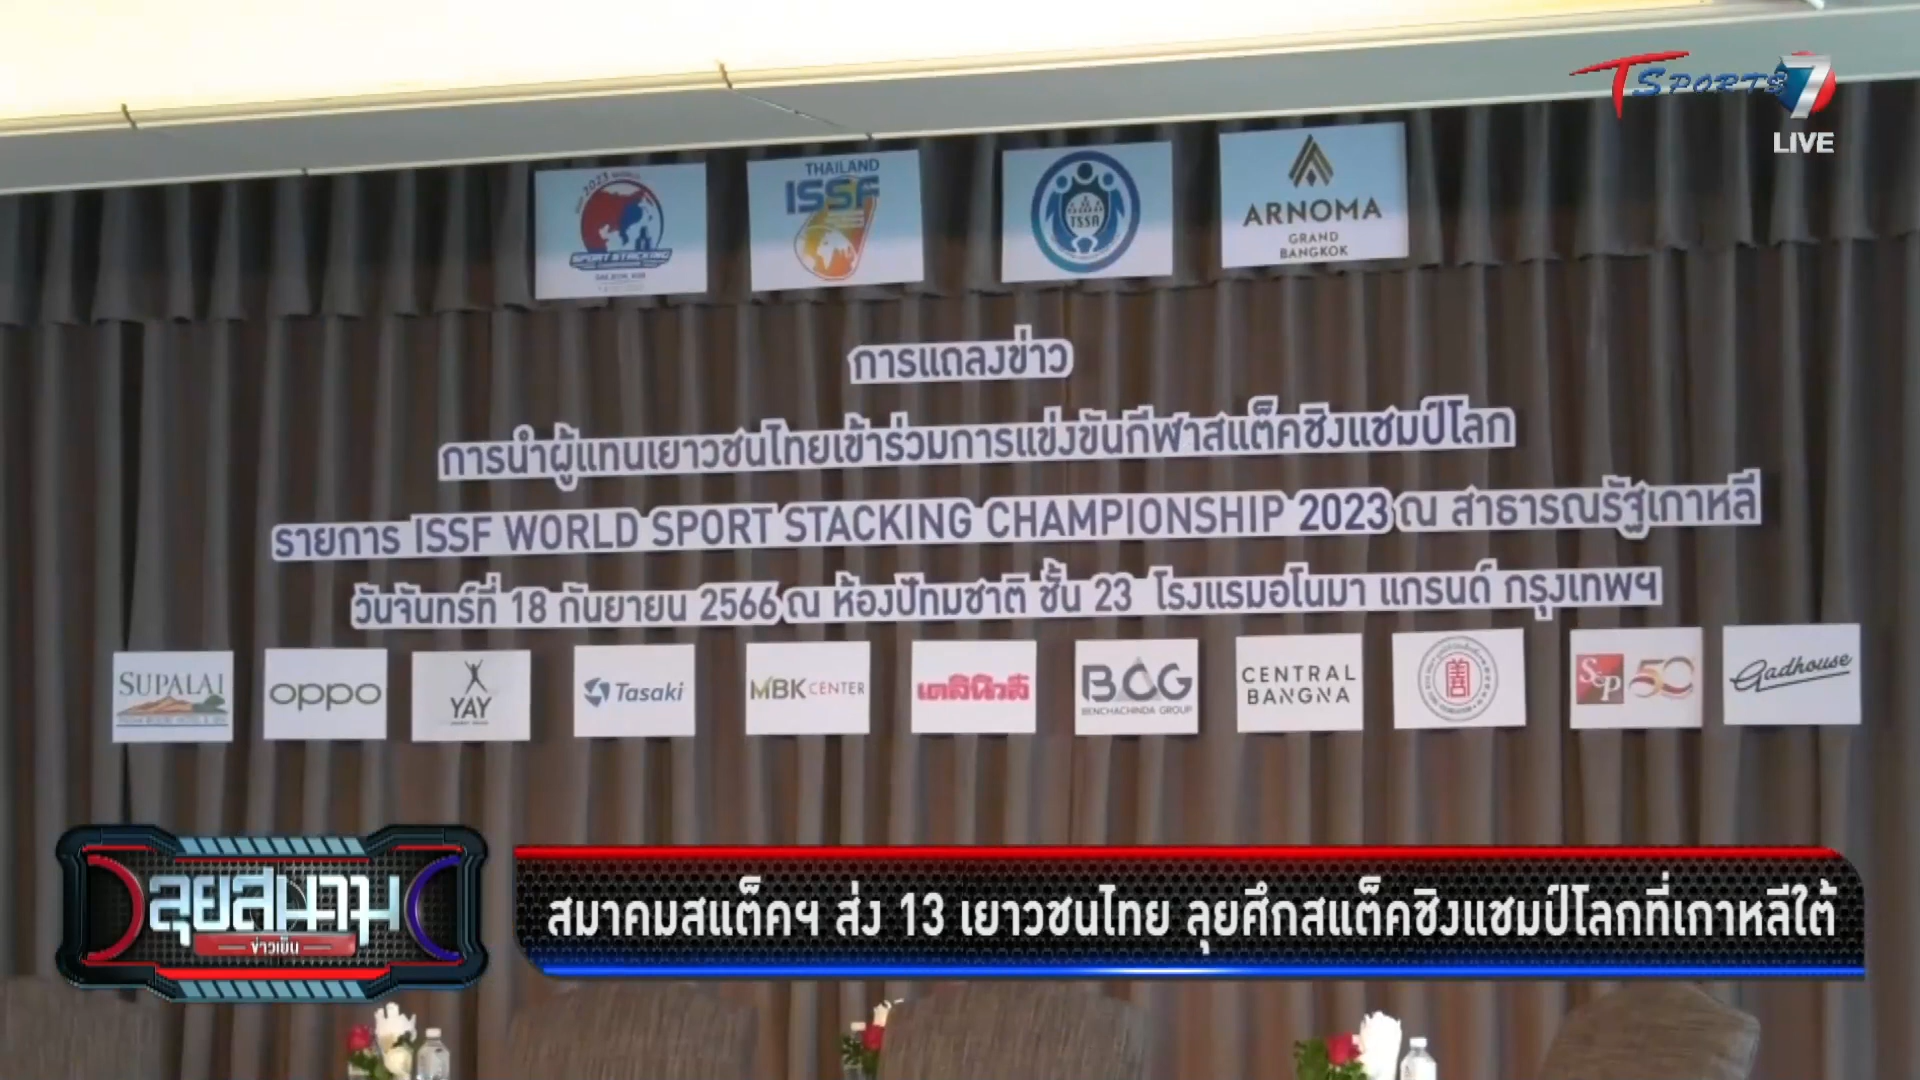 TSPORTS 7
LIVE
2023 WORLD
SPORT STACKING
THAILAND
ISSF
TSSA
ARNOMA
GRAND
BANGKOK
การแถลงข่าว
การนำผู้แทนเยาวชนไทยเข้าร่วมการแข่งขันกีฬาสแต็คชิงแชมป์โลก
รายการ ISSF WORLD SPORT STACKING CHAMPIONSHIP 2023 ณ สาธารณรัฐเกาหลี
วันจันทร์ที่ 18 กันยายน 2566 ณ ห้องปัทมชาติ ชั้น 23 โรงแรมอโนมา แกรนด์ กรุงเทพฯ
SUPALAI
oppo
YAY
Tasaki
MBK CENTER
เดลินิวส์
BCG
BENCHACHINDA GROUP
CENTRAL
BANGNA
善
S&P 50
Gadhouse
ลุยสนาม
ข่าวเย็น
สมาคมสแต็คฯ ส่ง 13 เยาวชนไทย ลุยศึกสแต็คชิงแชมป์โลกที่เกาหลีใต้